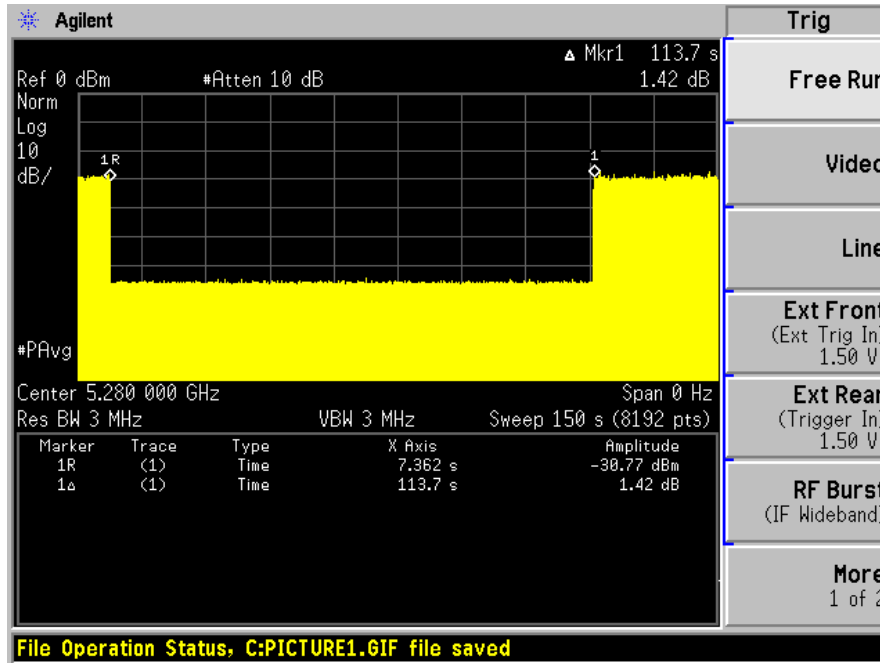 Agilent
Trig
Δ Mkr1 113.7 s
Ref 0 dBm #Atten 10 dB 1.42 dB
Norm
Log
10
dB/
1R
1
#PAvg
Center 5.280 000 GHz Span 0 Hz
Res BW 3 MHz VBW 3 MHz Sweep 150 s (8192 pts)
Marker Trace Type X Axis Amplitude
1R (1) Time 7.362 s -30.77 dBm
1Δ (1) Time 113.7 s 1.42 dB
Free Run
Video
Line
Ext Front
(Ext Trig In)
1.50 V
Ext Rear
(Trigger In)
1.50 V
RF Burst
(IF Wideband)
More
1 of 2
File Operation Status, C:PICTURE1.GIF file saved